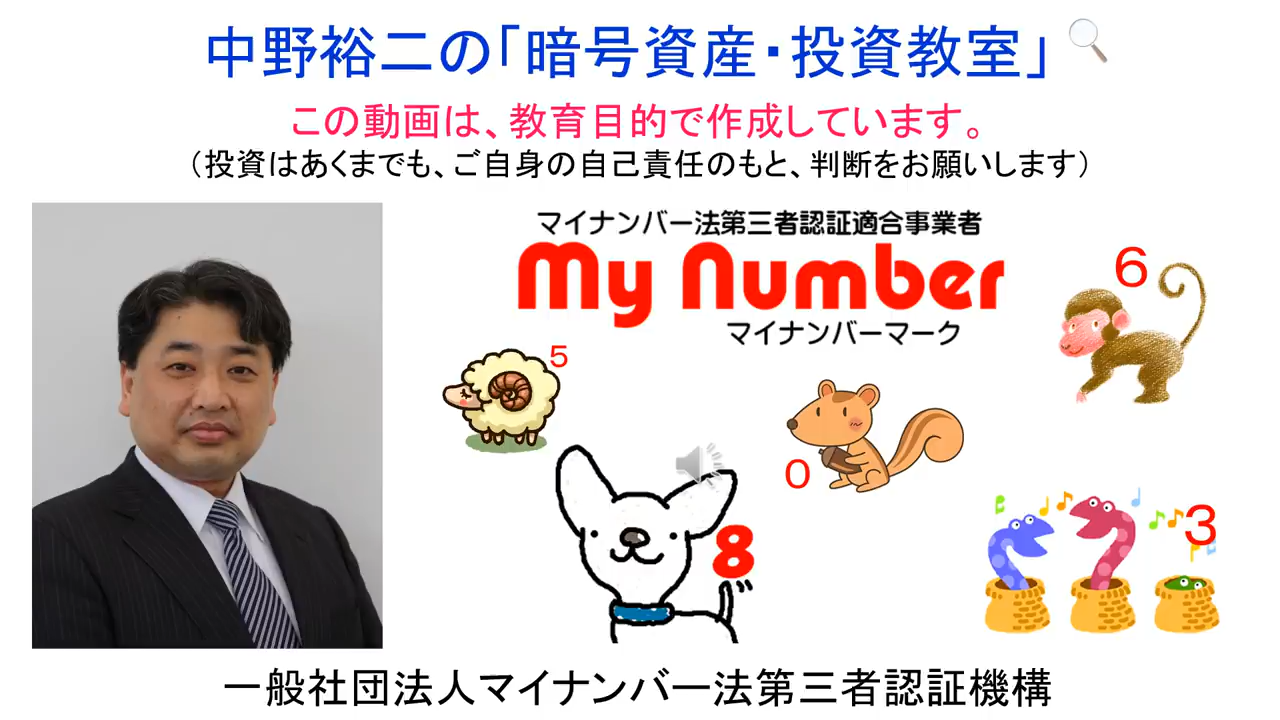 中野裕二の「暗号資産・投資教室」
この動画は、教育目的で作成しています。
（投資はあくまでも、ご自身の自己責任のもと、判断をお願いします）
マイナンバー法第三者認証適合事業者
My Number
マイナンバーマーク
6
5
0
3
8
一般社団法人マイナンバー法第三者認証機構